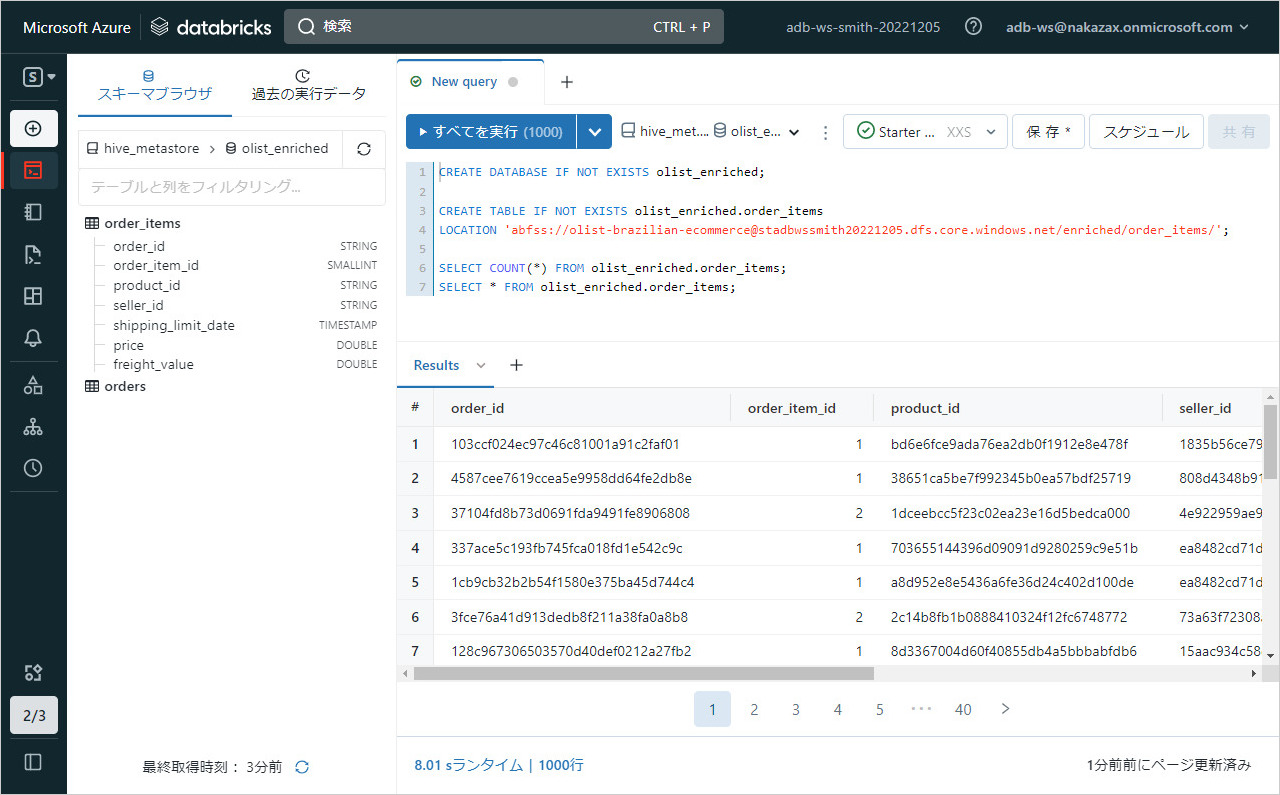 Microsoft Azure databricks 検索 CTRL + P adb-ws-smith-20221205 adb-ws@nakazax.onmicrosoft.com
S
スキーマブラウザ 過去の実行データ
hive_metastore > olist_enriched
テーブルと列をフィルタリング...
order_items
order_id STRING
order_item_id SMALLINT
product_id STRING
seller_id STRING
shipping_limit_date TIMESTAMP
price DOUBLE
freight_value DOUBLE
orders
2/3
最終取得時刻： 3分前
New query
すべてを実行 (1000) hive_met.... olist_e... Starter ... XXS 保存 * スケジュール 共有
1 CREATE DATABASE IF NOT EXISTS olist_enriched;
2
3 CREATE TABLE IF NOT EXISTS olist_enriched.order_items
4 LOCATION 'abfss://olist-brazilian-ecommerce@stadbwssmith20221205.dfs.core.windows.net/enriched/order_items/';
5
6 SELECT COUNT(*) FROM olist_enriched.order_items;
7 SELECT * FROM olist_enriched.order_items;
Results
# order_id order_item_id product_id seller_id
1 103ccf024ec97c46c81001a91c2faf01 1 bd6e6fce9ada76ea2db0f1912e8e478f 1835b56ce79
2 4587cee7619ccea5e9958dd64fe2db8e 1 38651ca5be7f992345b0ea57bdf25719 808d4348b91
3 37104fd8b73d0691fda9491fe8906808 2 1dceebcc5f23c02ea23e16d5bedca000 4e922959ae9
4 337ace5c193fb745fca018fd1e542c9c 1 703655144396d09091d9280259c9e51b ea8482cd71d
5 1cb9cb32b2b54f1580e375ba45d744c4 1 a8d952e8e5436a6fe36d24c402d100de ea8482cd71d
6 3fce76a41d913dedb8f211a38fa0a8b8 2 2c14b8fb1b0888410324f12fc6748772 73a63f72308
7 128c967306503570d40def0212a27fb2 1 8d3367004d60f40855db4a5bbbabfdb6 15aac934c58
1 2 3 4 5 ••• 40 >
8.01 sランタイム | 1000行 1分前前にページ更新済み